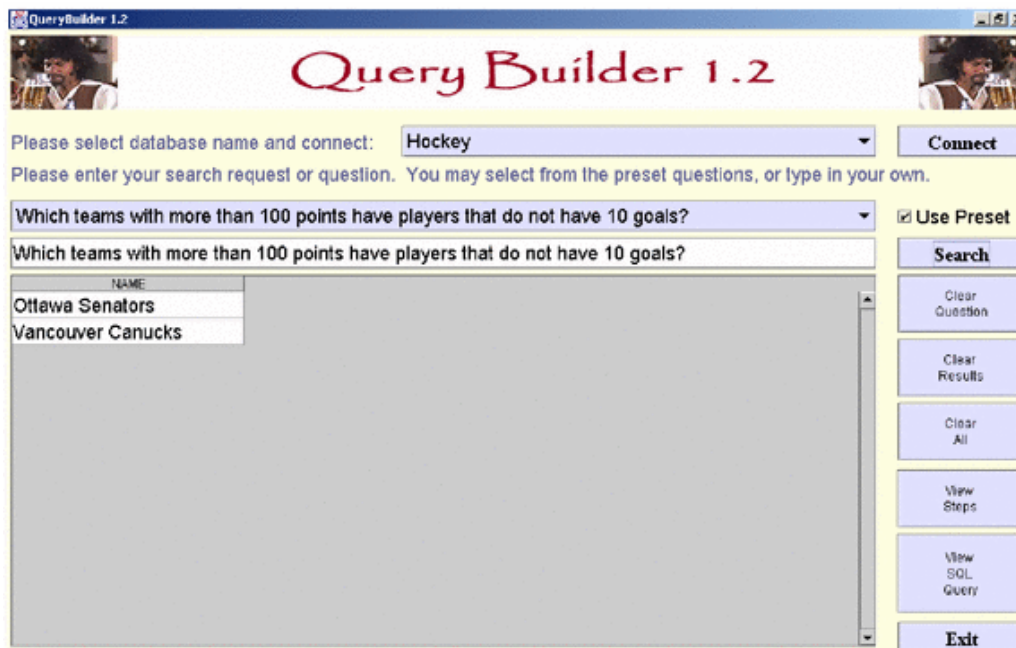 QueryBuilder 1.2
Query Builder 1.2
Please select database name and connect: Hockey Connect
Please enter your search request or question. You may select from the preset questions, or type in your own.
Which teams with more than 100 points have players that do not have 10 goals? Use Preset
Which teams with more than 100 points have players that do not have 10 goals? Search
NAME
Ottawa Senators
Vancouver Canucks
Clear
Question
Clear
Results
Clear
All
View
Steps
View
SQL
Query
Exit